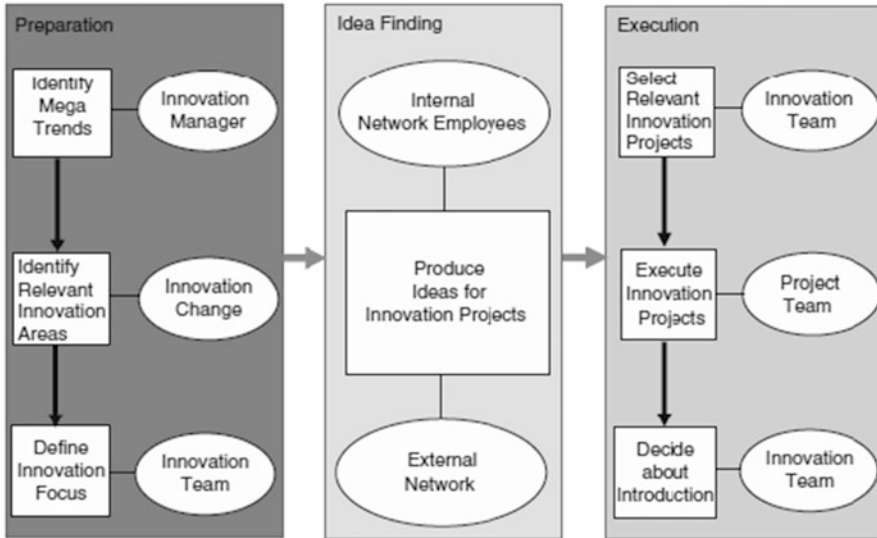 Preparation
Identify
Mega
Trends
Innovation
Manager
Identify
Relevant
Innovation
Areas
Innovation
Change
Define
Innovation
Focus
Innovation
Team
Idea Finding
Internal
Network Employees
Produce
Ideas for
Innovation Projects
External
Network
Execution
Select
Relevant
Innovation
Projects
Innovation
Team
Execute
Innovation
Projects
Project
Team
Decide
about
Introduction
Innovation
Team